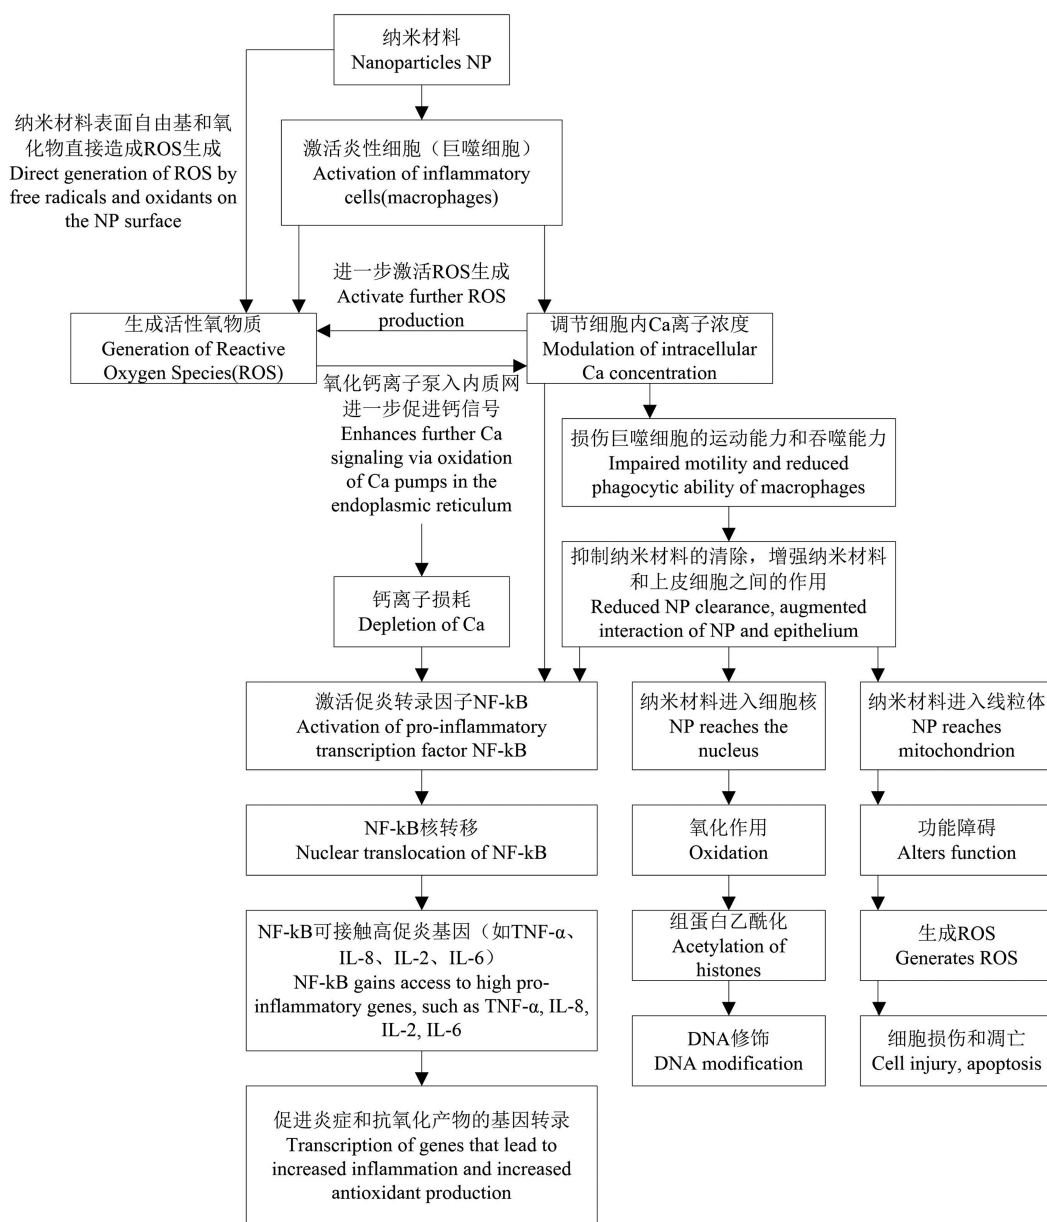 纳米材料
Nanoparticles NP
纳米材料表面自由基和氧
化物直接造成ROS生成
Direct generation of ROS by
free radicals and oxidants on
the NP surface
激活炎性细胞（巨噬细胞）
Activation of inflammatory
cells(macrophages)
进一步激活ROS生成
Activate further ROS
production
生成活性氧物质
Generation of Reactive
Oxygen Species(ROS)
调节细胞内Ca离子浓度
Modulation of intracellular
Ca concentration
氧化钙离子泵入内质网
进一步促进钙信号
Enhances further Ca
signaling via oxidation
of Ca pumps in the
endoplasmic reticulum
损伤巨噬细胞的运动能力和吞噬能力
Impaired motility and reduced
phagocytic ability of macrophages
抑制纳米材料的清除，增强纳米材料
和上皮细胞之间的作用
Reduced NP clearance, augmented
interaction of NP and epithelium
钙离子损耗
Depletion of Ca
激活促炎转录因子NF-kB
Activation of pro-inflammatory
transcription factor NF-kB
纳米材料进入细胞核
NP reaches the
nucleus
纳米材料进入线粒体
NP reaches
mitochondrion
NF-kB核转移
Nuclear translocation of NF-kB
氧化作用
Oxidation
功能障碍
Alters function
NF-kB可接触高促炎基因（如TNF-α、
IL-8、IL-2、IL-6）
NF-kB gains access to high pro-
inflammatory genes, such as TNF-α, IL-8,
IL-2, IL-6
组蛋白乙酰化
Acetylation of
histones
生成ROS
Generates ROS
DNA修饰
DNA modification
细胞损伤和凋亡
Cell injury, apoptosis
促进炎症和抗氧化产物的基因转录
Transcription of genes that lead to
increased inflammation and increased
antioxidant production